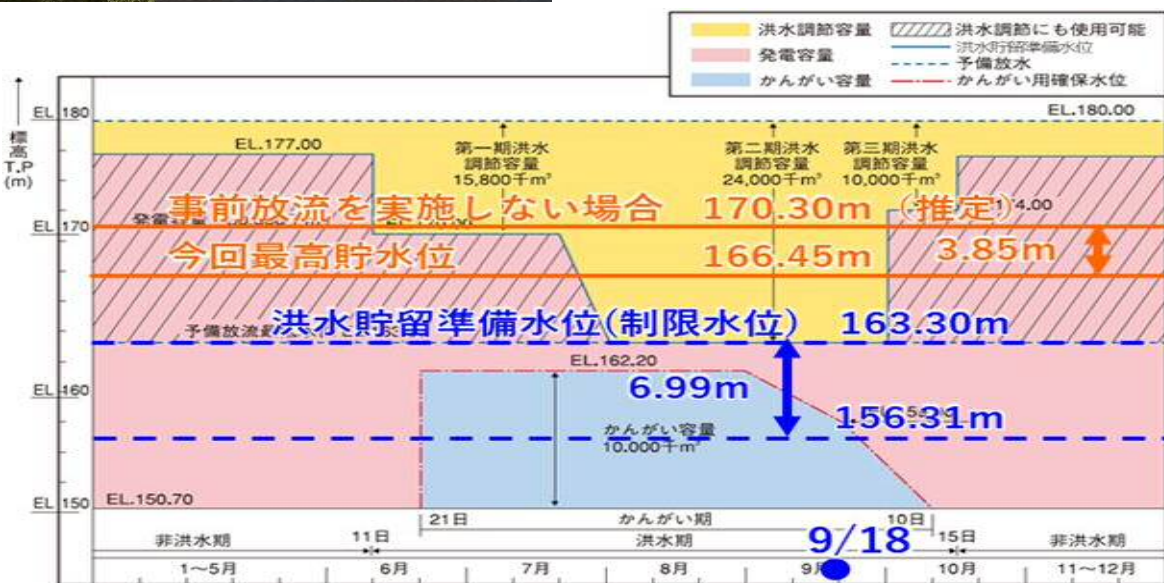 洪水調節容量
洪水調節にも使用可能
発電容量
洪水貯留準備水位
予備放水
かんがい容量
かんがい用確保水位
標高
T.P
(m)
EL.180
EL.170
EL.160
EL.150
EL.180.00
EL.177.00
第一期洪水
調節容量
15,800千m³
第二期洪水
調節容量
24,000千m³
第三期洪水
調節容量
10,000千m³
事前放流を実施しない場合 170.30m (推定)
発電容量
今回最高貯水位 166.45m
3.85m
洪水貯留準備水位(制限水位) 163.30m
予備放流
EL.162.20
6.99m
156.31m
かんがい容量
10.000千m³
EL.150.70
21日
かんがい期
10日
非洪水期
11日
洪水期
9/18
15日
非洪水期
1〜5月
6月
7月
8月
9月
10月
11〜12月